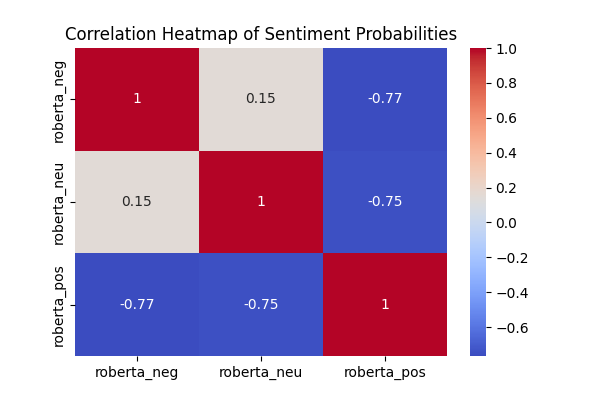 Correlation Heatmap of Sentiment Probabilities
roberta_neg
roberta_neu
roberta_pos
1
0.15
-0.77
0.15
1
-0.75
-0.77
-0.75
1
roberta_neg
roberta_neu
roberta_pos
1.0
0.8
0.6
0.4
0.2
0.0
−0.2
−0.4
−0.6